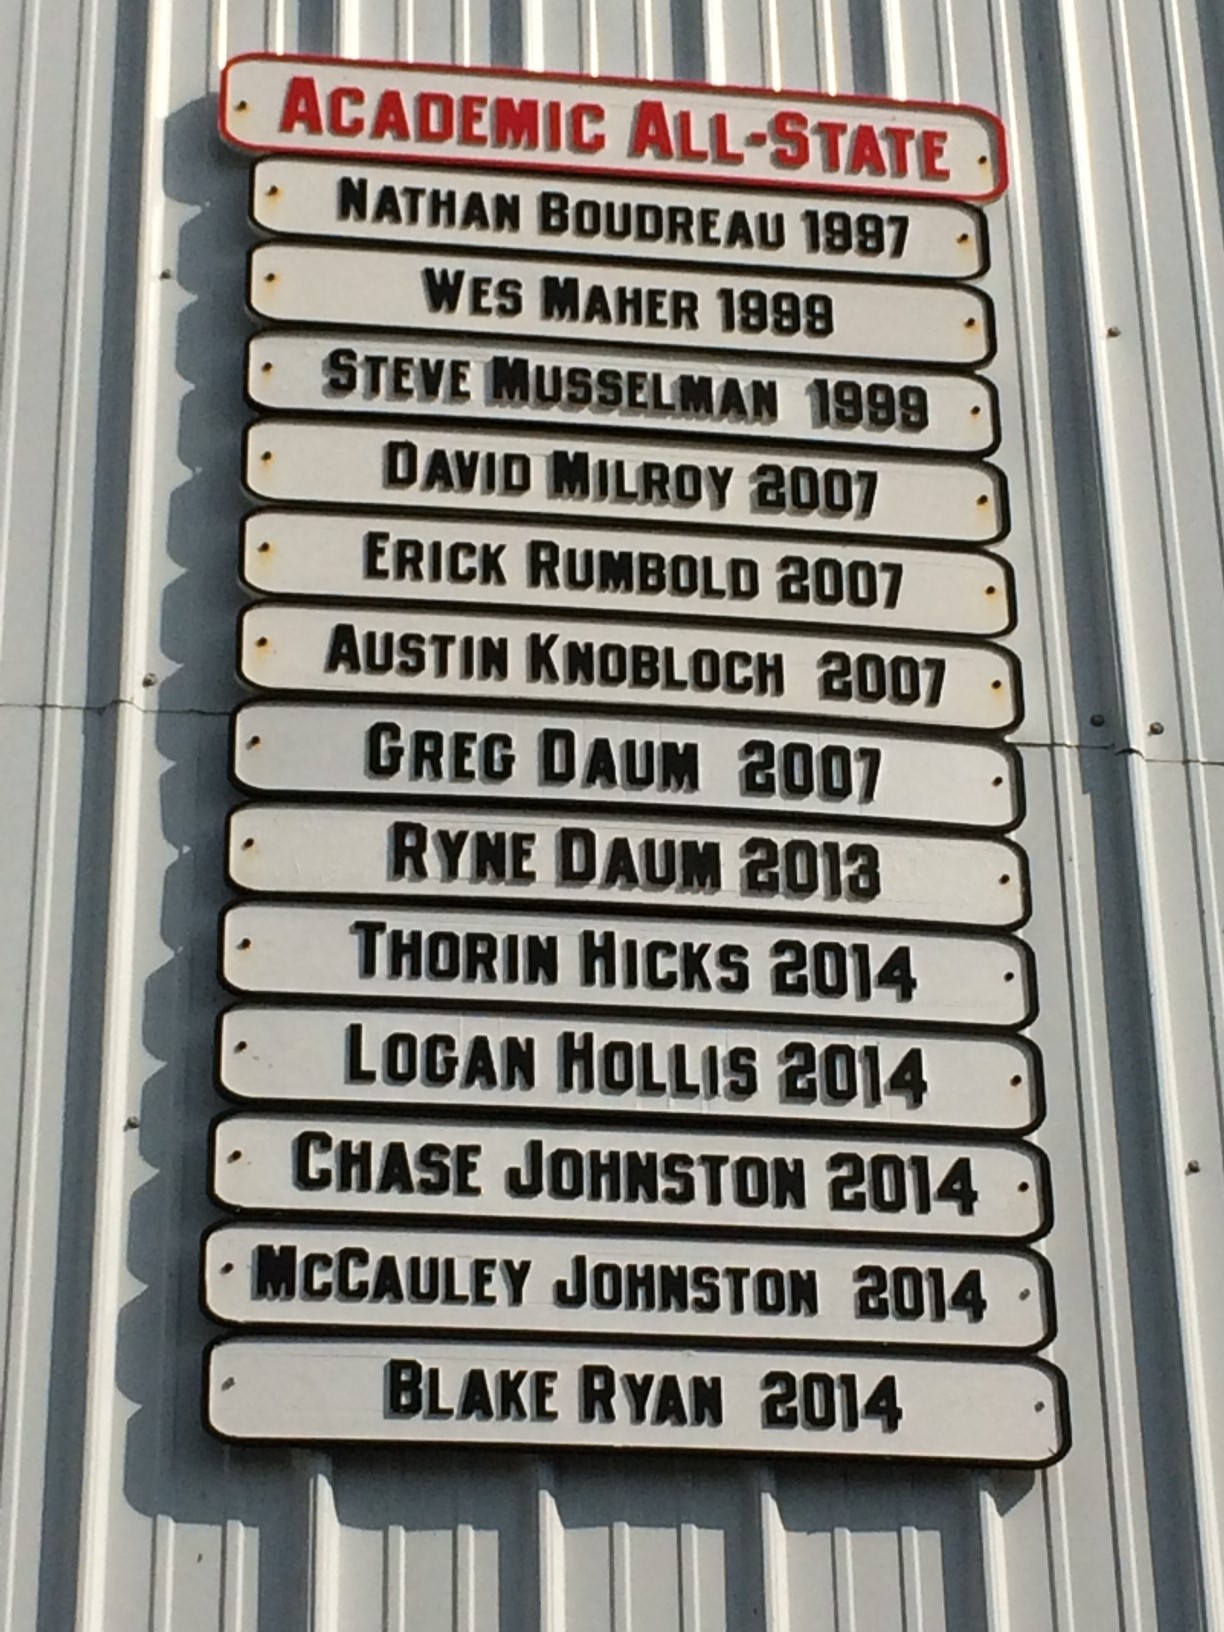 ACADEMIC ALL-STATE
NATHAN BOUDREAU 1997
WES MAHER 1999
STEVE MUSSELMAN 1999
DAVID MILROY 2007
ERICK RUMBOLD 2007
AUSTIN KNOBLOCH 2007
GREG DAUM 2007
RYNE DAUM 2013
THORIN HICKS 2014
LOGAN HOLLIS 2014
CHASE JOHNSTON 2014
MCCAULEY JOHNSTON 2014
BLAKE RYAN 2014